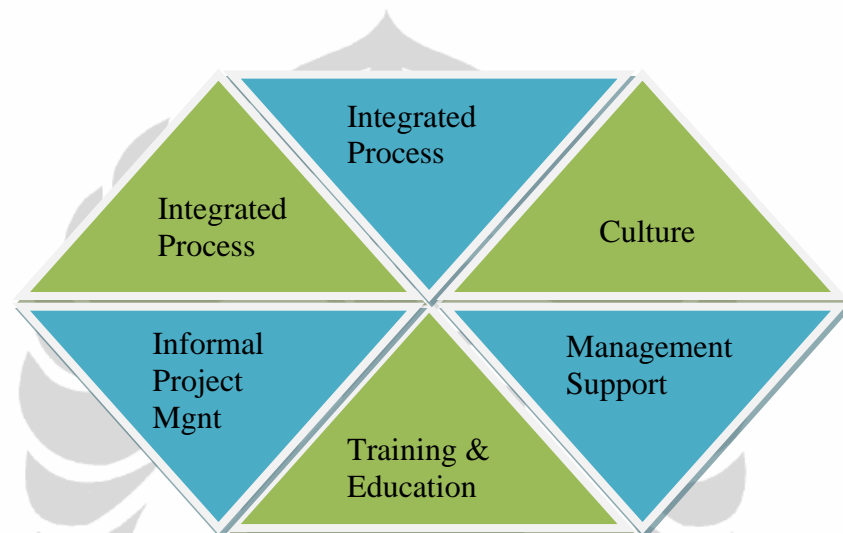 Integrated
Process
Integrated
Process
Culture
Informal
Project
Mgnt
Management
Support
Training &
Education